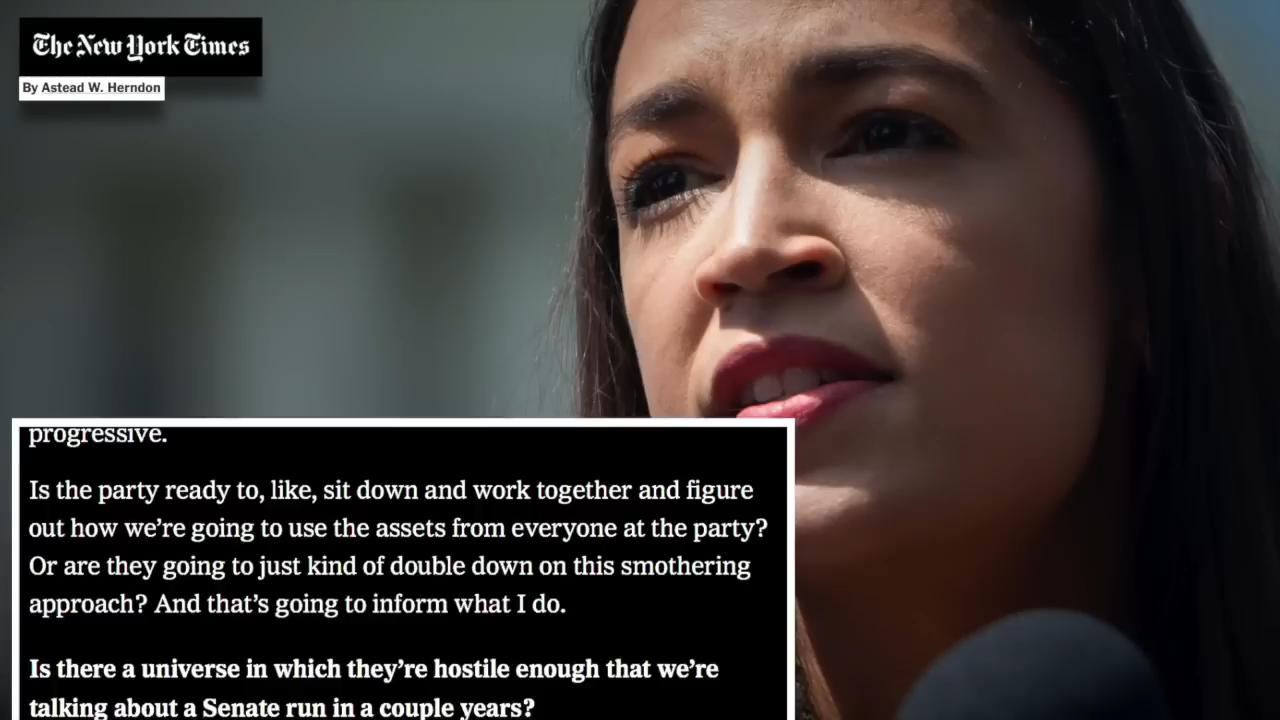 The New York Times
By Astead W. Herndon
progressive.
Is the party ready to, like, sit down and work together and figure
out how we’re going to use the assets from everyone at the party?
Or are they going to just kind of double down on this smothering
approach? And that’s going to inform what I do.
Is there a universe in which they’re hostile enough that we’re
talking about a Senate run in a couple years?